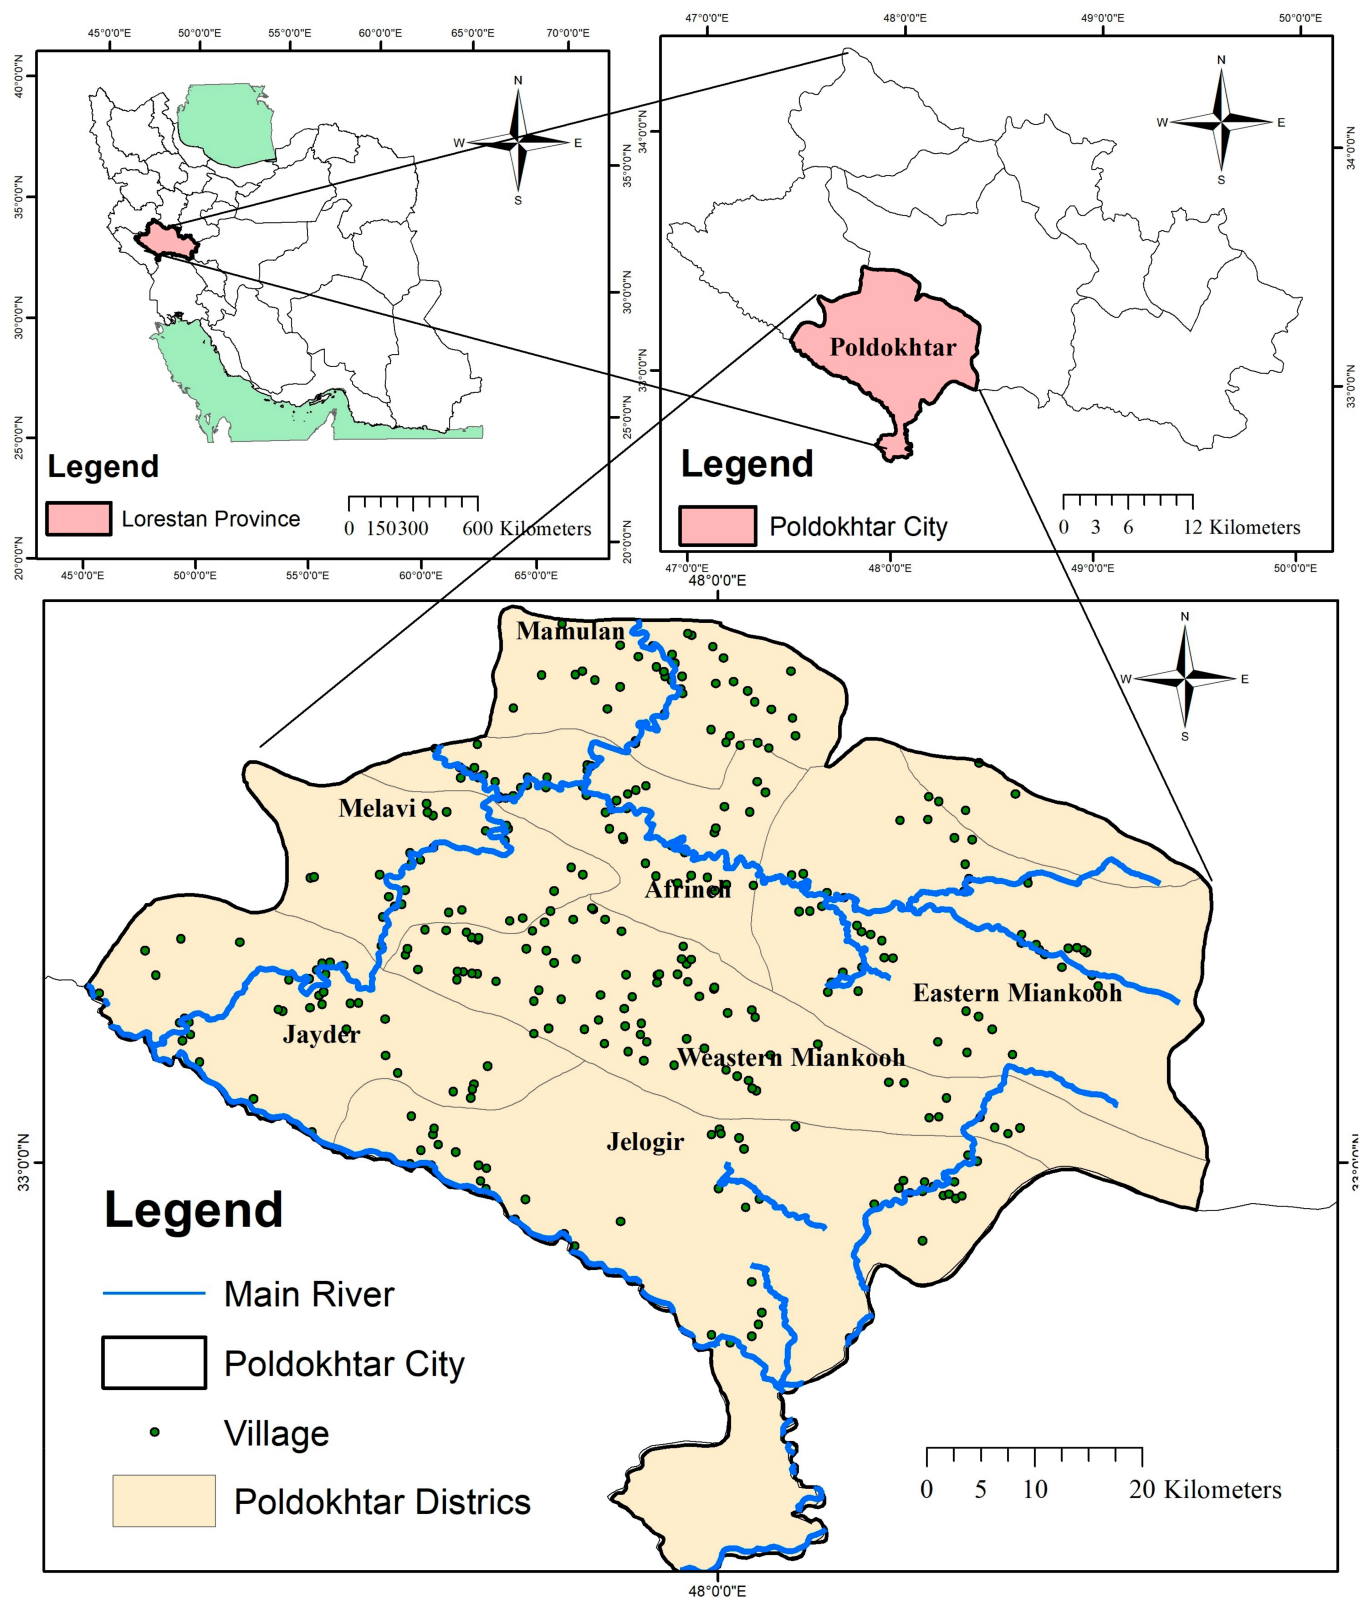 45°0'0"E 50°0'0"E 55°0'0"E 60°0'0"E 65°0'0"E 70°0'0"E
40°0'0"N
35°0'0"N
30°0'0"N
25°0'0"N
20°0'0"N
N
W E
S
35°0'0"N
30°0'0"N
25°0'0"N
20°0'0"N
Legend
Lorestan Province
0 150 300 600 Kilometers
45°0'0"E 50°0'0"E 55°0'0"E 60°0'0"E 65°0'0"E
47°0'0"E 48°0'0"E 49°0'0"E 50°0'0"E
34°0'0"N
33°0'0"N
N
W E
S
34°0'0"N
33°0'0"N
Poldokhtar
Legend
Poldokhtar City
0 3 6 12 Kilometers
47°0'0"E 48°0'0"E 49°0'0"E 50°0'0"E
48°0'0"E
N
W E
S
Mamulan
Melavi
Afrineh
Eastern Miankooh
Jayder
Weastern Miankooh
Jelogir
33°0'0"N
33°0'0"N
Legend
Main River
Poldokhtar City
Village
Poldokhtar Districs
0 5 10 20 Kilometers
48°0'0"E